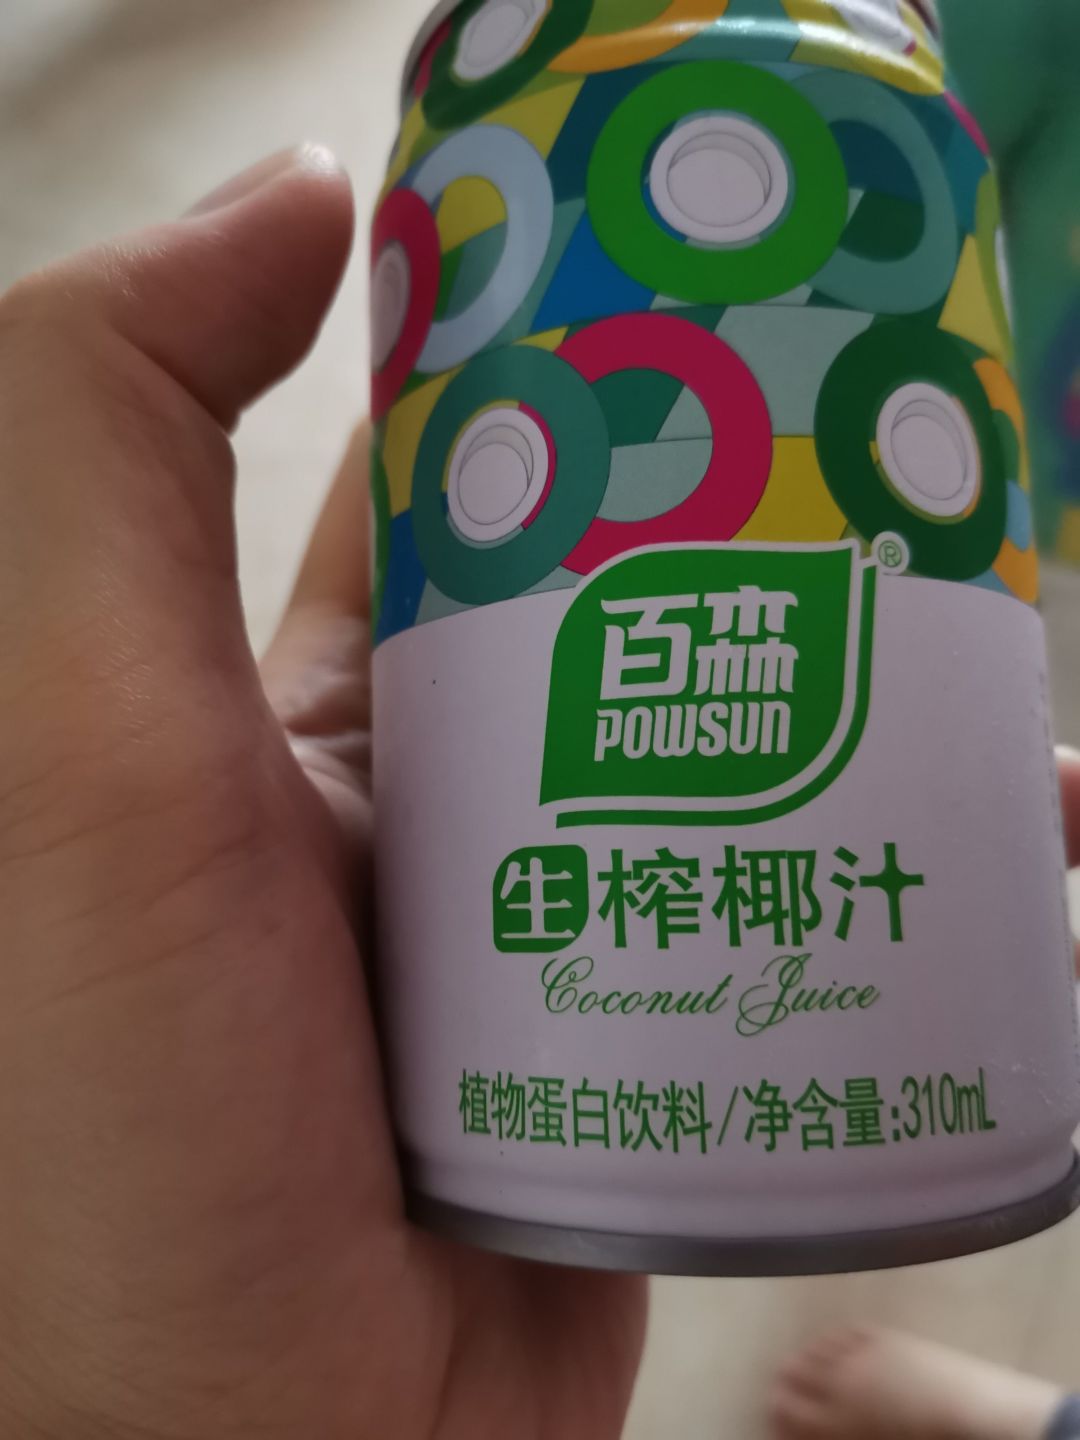 百森®
POWSUN
生榨椰汁
Coconut Juice
植物蛋白饮料/净含量:310mL